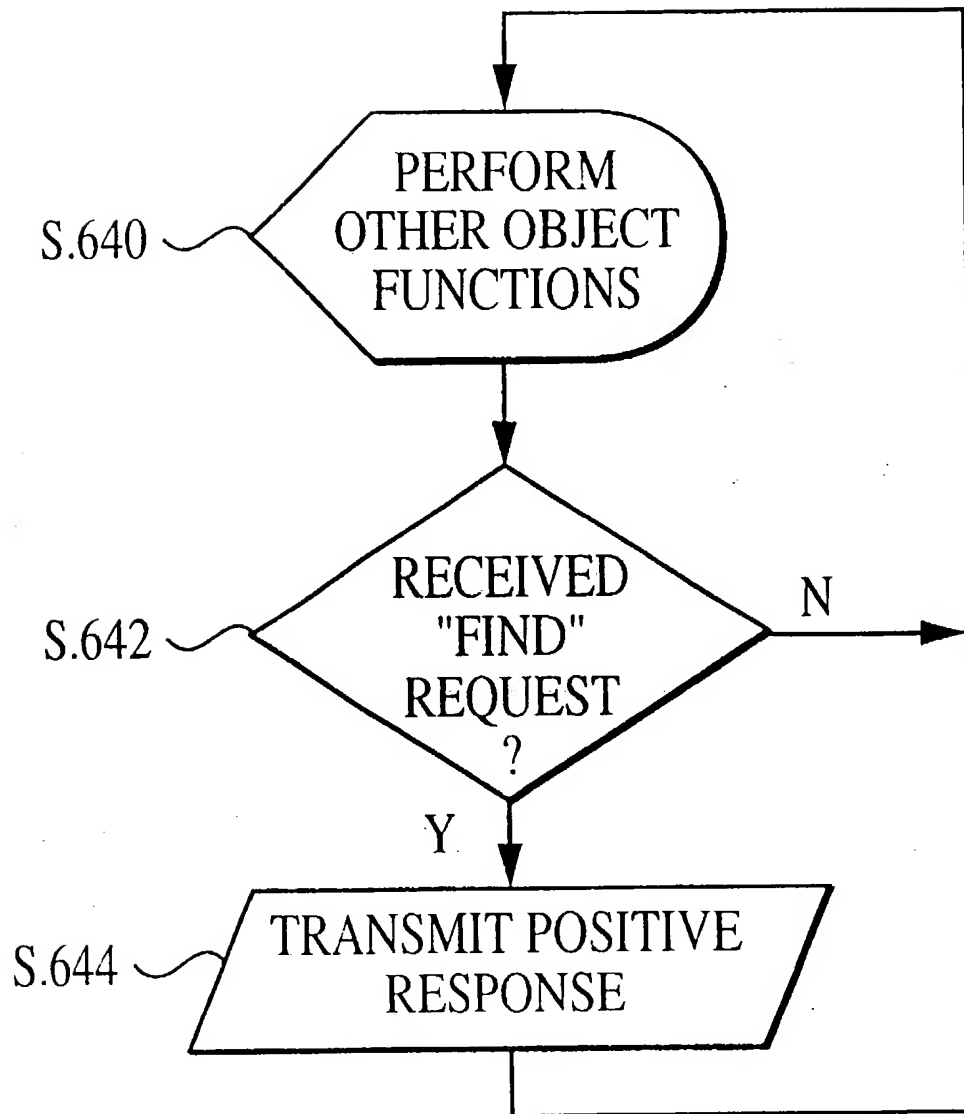 PERFORM
OTHER OBJECT
FUNCTIONS
S.640
RECEIVED
"FIND"
REQUEST
?
S.642
N
Y
TRANSMIT POSITIVE
RESPONSE
S.644